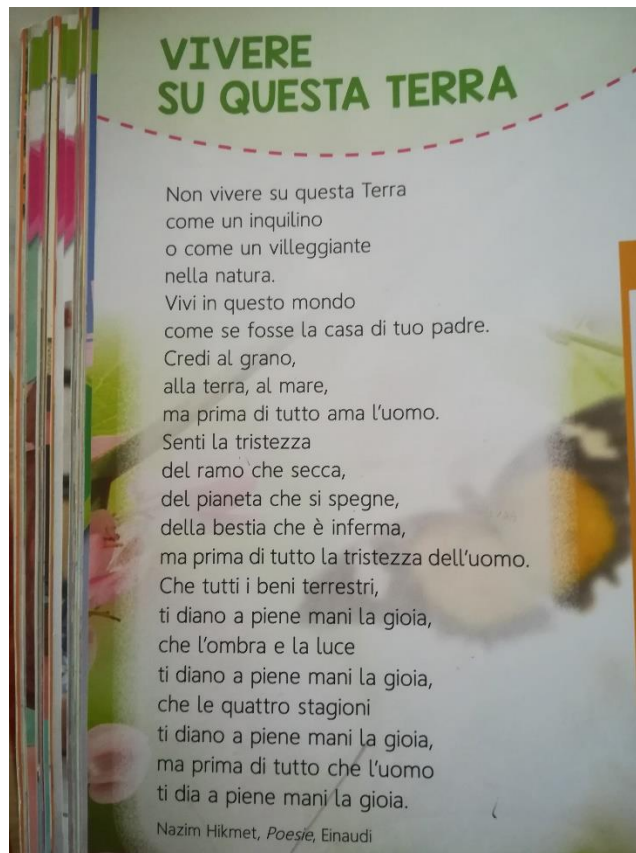 VIVERE
SU QUESTA TERRA
Non vivere su questa Terra
come un inquilino
o come un villeggiante
nella natura.
Vivi in questo mondo
come se fosse la casa di tuo padre.
Credi al grano,
alla terra, al mare,
ma prima di tutto ama l'uomo.
Senti la tristezza
del ramo che secca,
del pianeta che si spegne,
della bestia che è inferma,
ma prima di tutto la tristezza dell'uomo.
Che tutti i beni terrestri,
ti diano a piene mani la gioia,
che l'ombra e la luce
ti diano a piene mani la gioia,
che le quattro stagioni
ti diano a piene mani la gioia,
ma prima di tutto che l'uomo
ti dia a piene mani la gioia.
Nazim Hikmet, Poesie, Einaudi